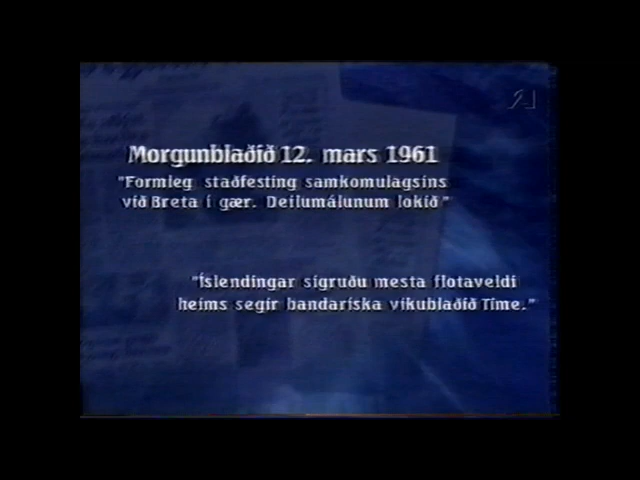 Morgunblaðið 12. mars 1961
"Formleg staðfesting samkomulagsins
við Breta í gær. Deilumálunum lokið"
"Íslendingar sigruðu mesta flotaveldi
heims segir bandaríska vikublaðið Time."